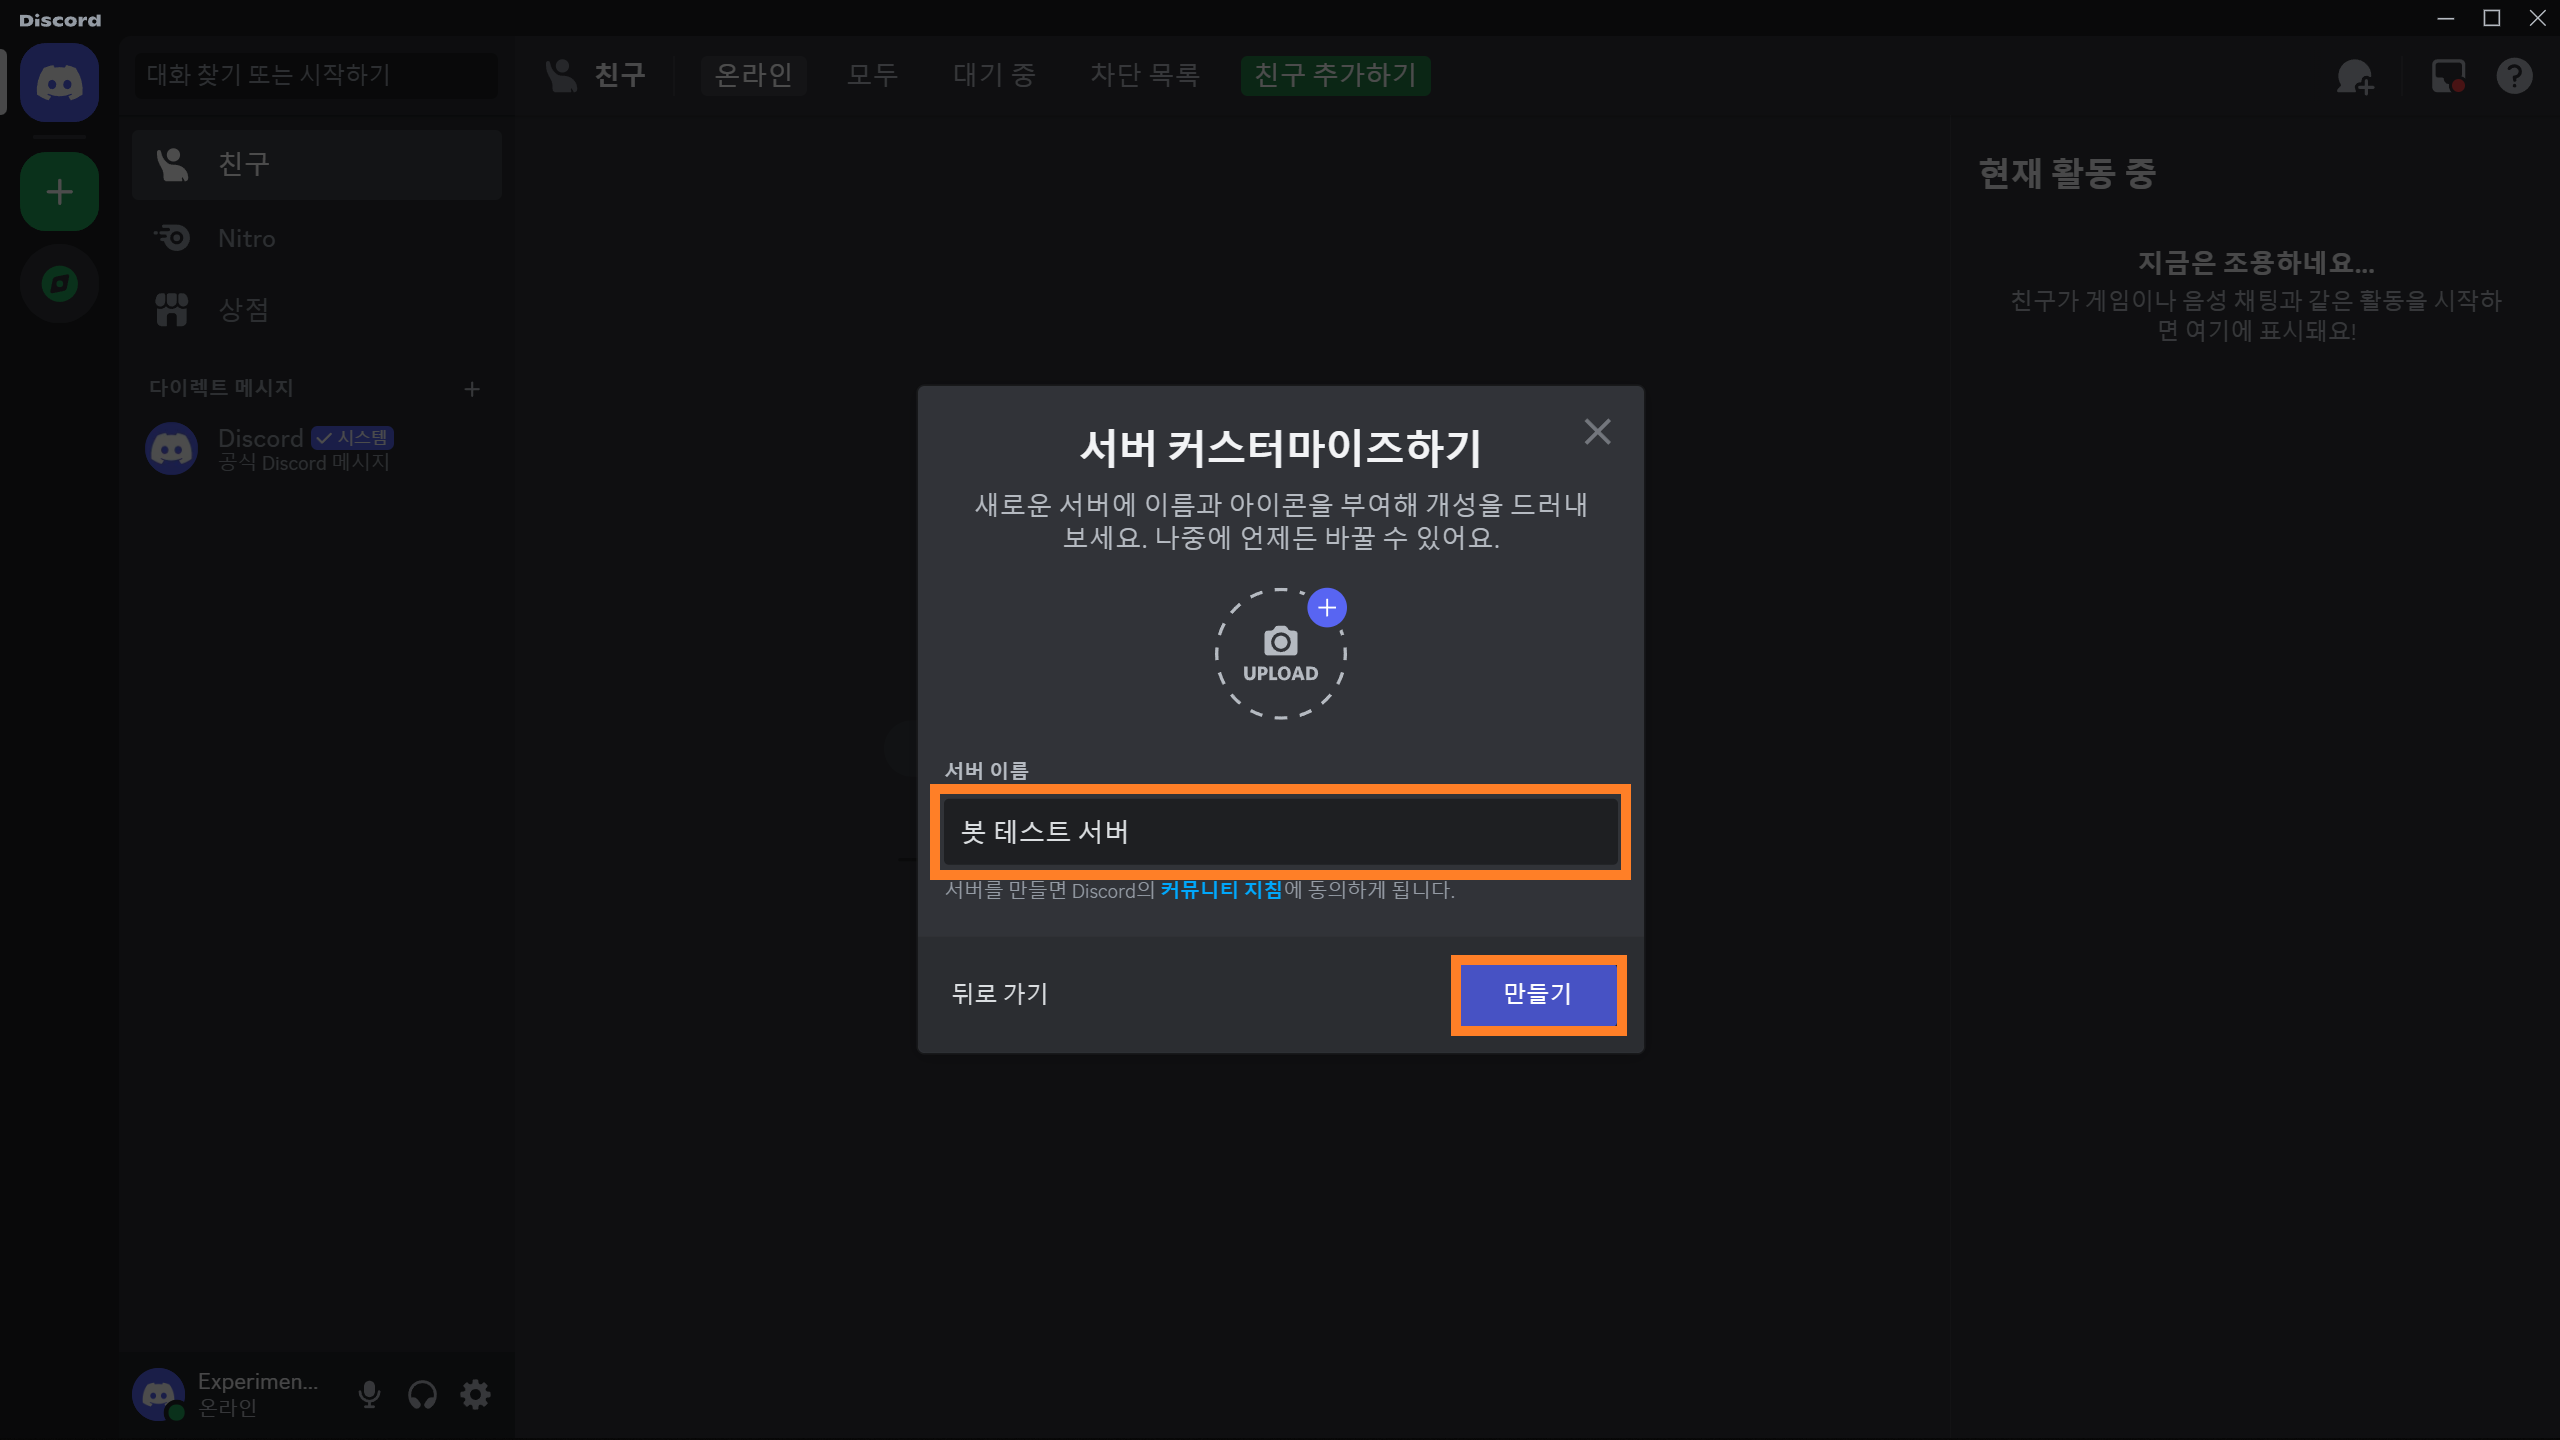 Discord
대화 찾기 또는 시작하기
친구
온라인
모두
대기 중
차단 목록
친구 추가하기
친구
Nitro
상점
다이렉트 메시지
Discord
시스템
공식 Discord 메시지
현재 활동 중
지금은 조용하네요...
친구가 게임이나 음성 채팅과 같은 활동을 시작하
면 여기에 표시돼요!
서버 커스터마이즈하기
새로운 서버에 이름과 아이콘을 부여해 개성을 드러내
보세요. 나중에 언제든 바꿀 수 있어요.
UPLOAD
서버 이름
봇 테스트 서버
서버를 만들면 Discord의 커뮤니티 지침에 동의하게 됩니다.
뒤로 가기
만들기
Experimen...
온라인